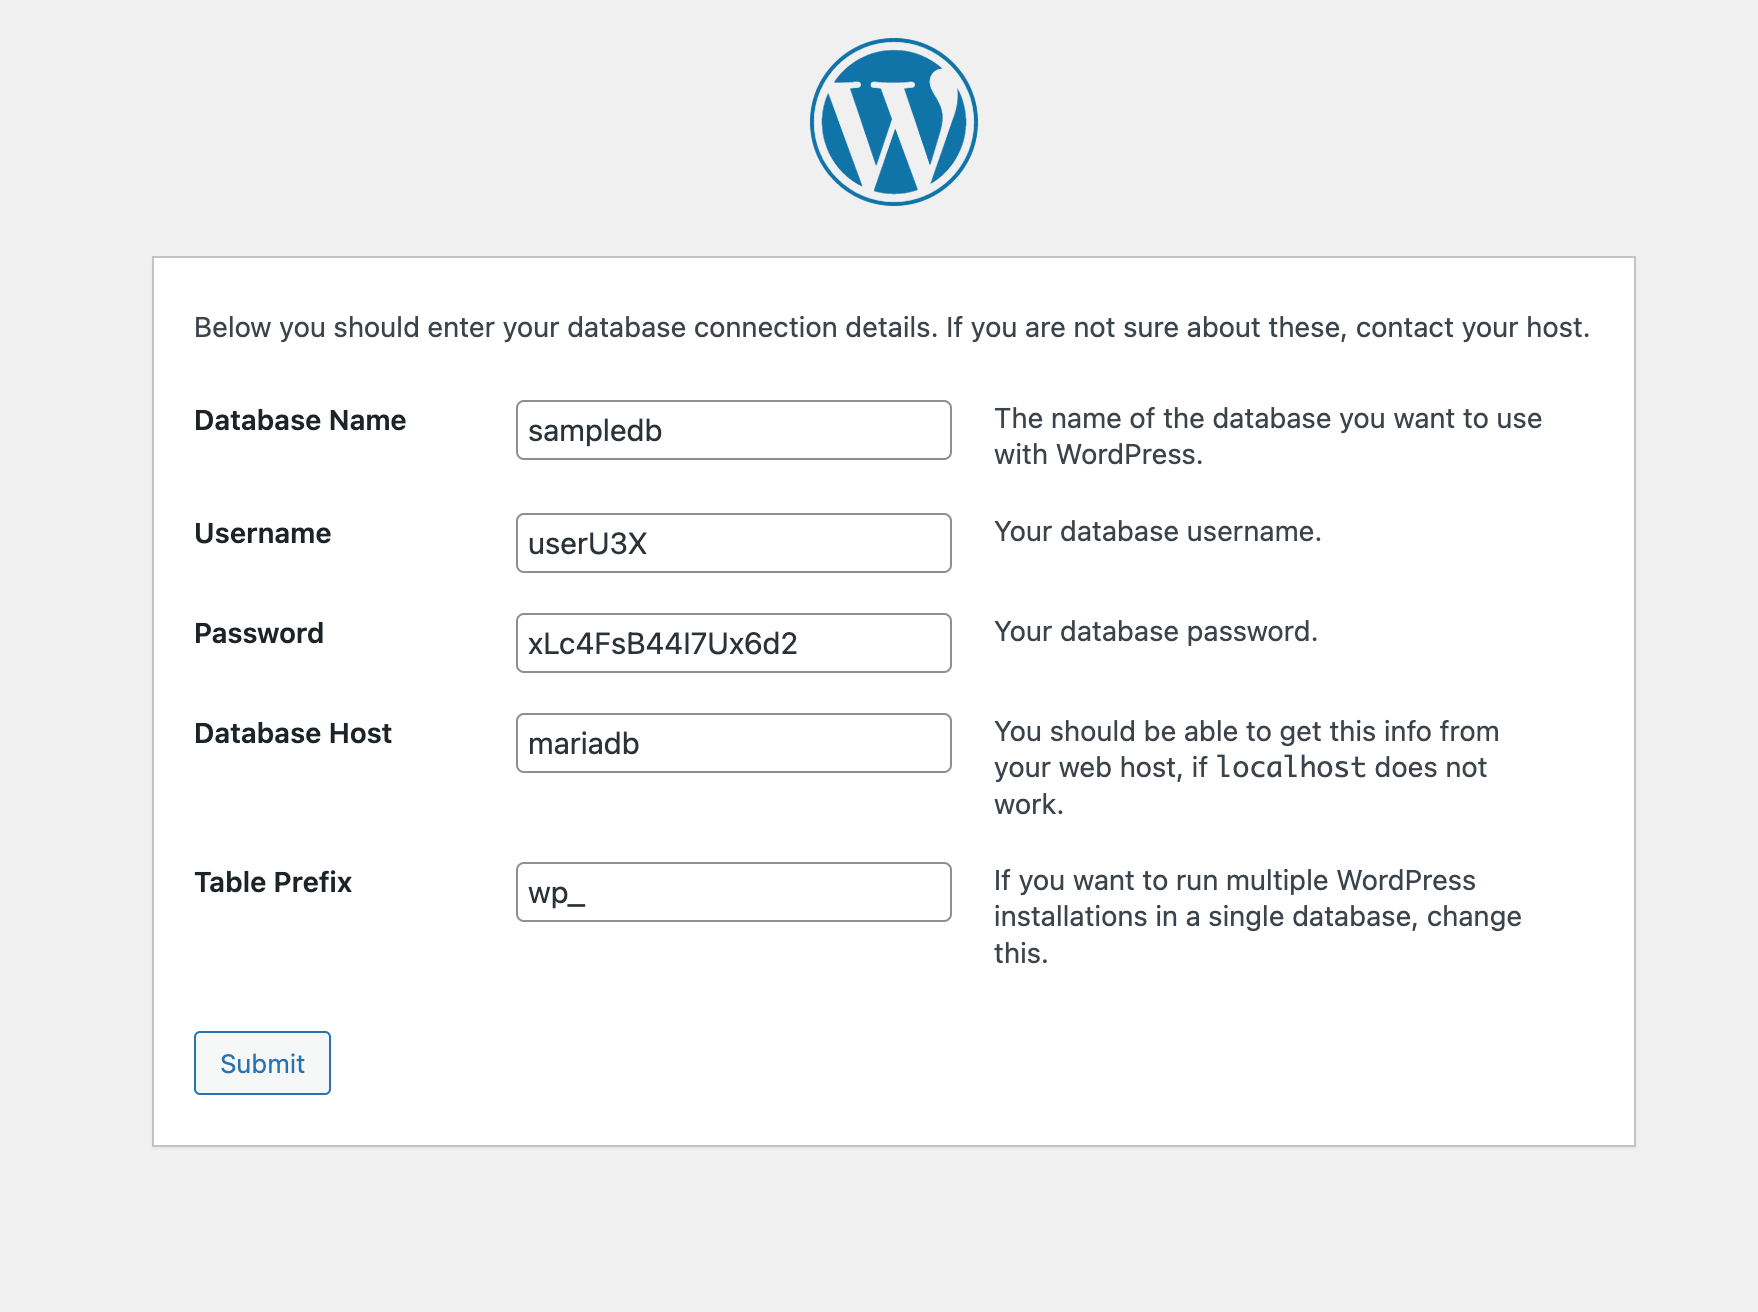 Below you should enter your database connection details. If you are not sure about these, contact your host.
Database Name
sampledb
The name of the database you want to use
with WordPress.
Username
userU3X
Your database username.
Password
xLc4FsB44I7Ux6d2
Your database password.
Database Host
mariadb
You should be able to get this info from
your web host, if localhost does not
work.
Table Prefix
wp_
If you want to run multiple WordPress
installations in a single database, change
this.
Submit